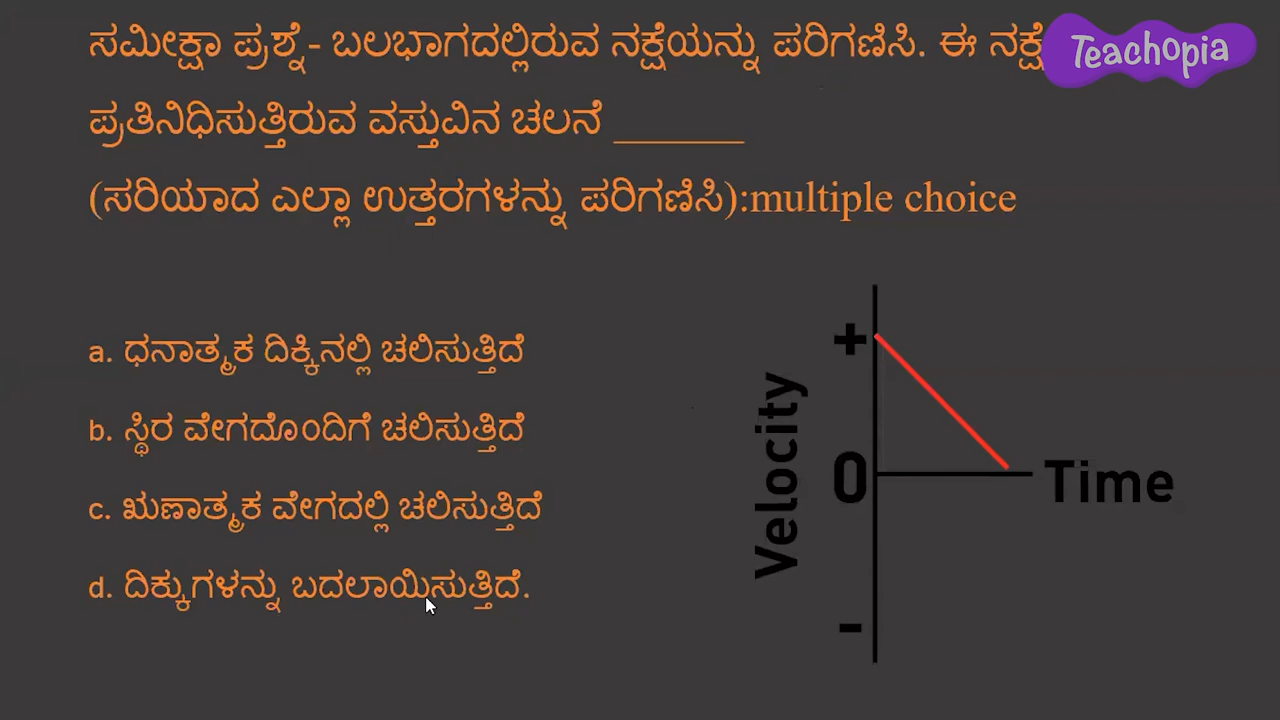 ಸಮೀಕ್ಷಾ ಪ್ರಶ್ನೆ- ಬಲಭಾಗದಲ್ಲಿರುವ ನಕ್ಷೆಯನ್ನು ಪರಿಗಣಿಸಿ. ಈ ನಕ್ಷೆ
Teachopia
ಪ್ರತಿನಿಧಿಸುತ್ತಿರುವ ವಸ್ತುವಿನ ಚಲನೆ ______
(ಸರಿಯಾದ ಎಲ್ಲಾ ಉತ್ತರಗಳನ್ನು ಪರಿಗಣಿಸಿ):multiple choice
a. ಧನಾತ್ಮಕ ದಿಕ್ಕಿನಲ್ಲಿ ಚಲಿಸುತ್ತಿದೆ
b. ಸ್ಥಿರ ವೇಗದೊಂದಿಗೆ ಚಲಿಸುತ್ತಿದೆ
c. ಋಣಾತ್ಮಕ ವೇಗದಲ್ಲಿ ಚಲಿಸುತ್ತಿದೆ
d. ದಿಕ್ಕುಗಳನ್ನು ಬದಲಾಯಿಸುತ್ತಿದೆ.
+
Velocity
0
Time
-